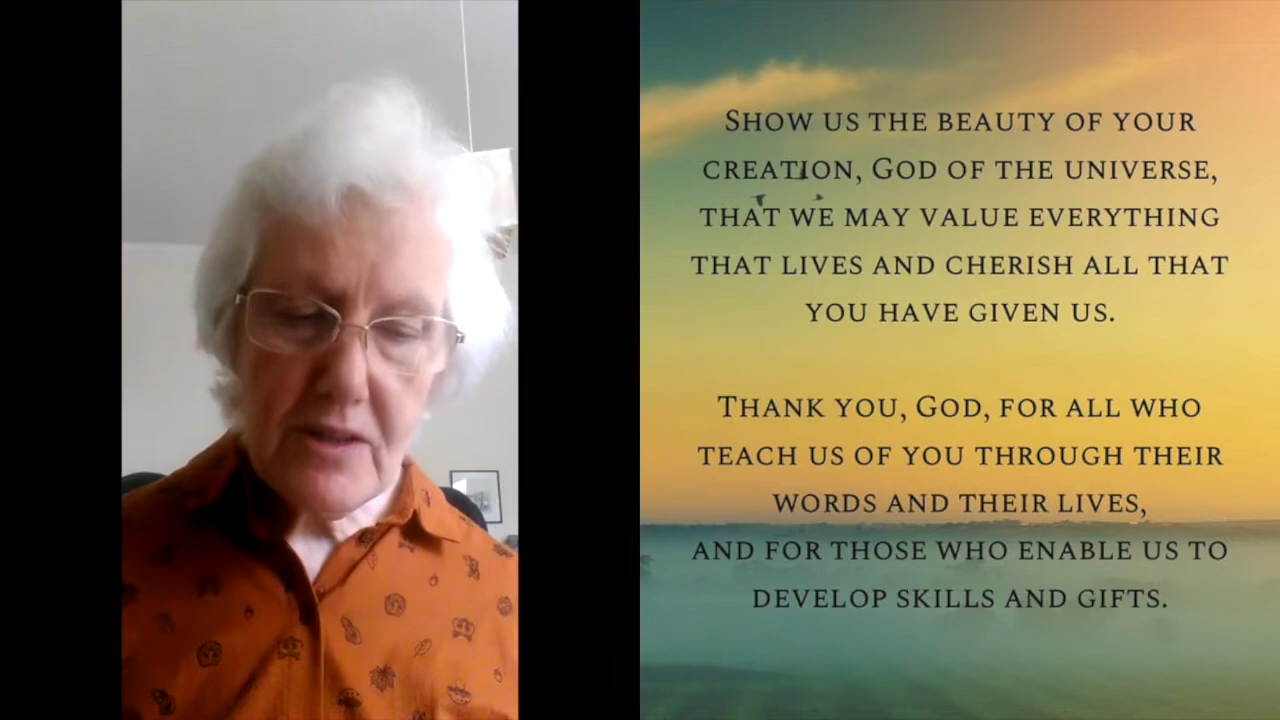 Show us the beauty of your
creation, God of the universe,
that we may value everything
that lives and cherish all that
you have given us.
Thank you, God, for all who
teach us of you through their
words and their lives,
and for those who enable us to
develop skills and gifts.